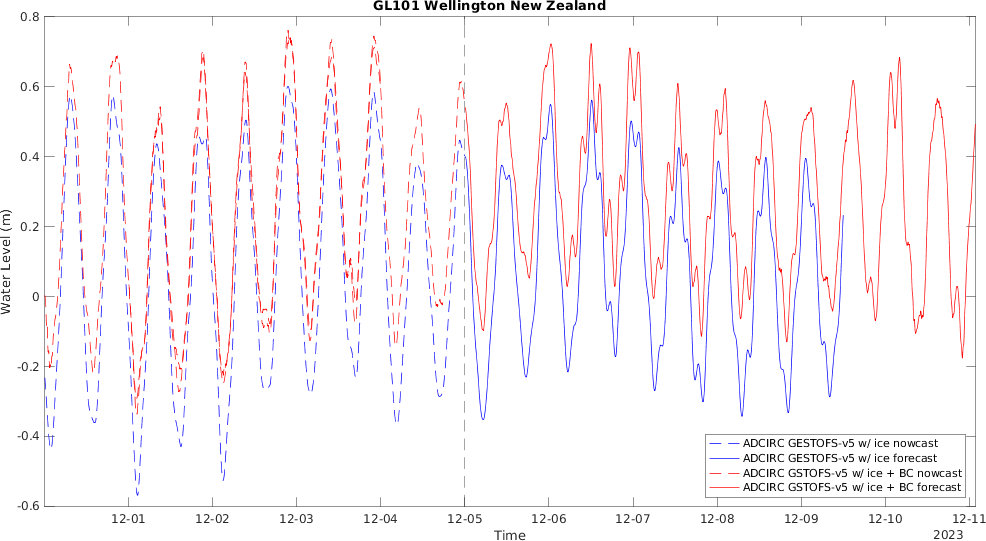 GL101 Wellington New Zealand
0.8
0.6
0.4
0.2
0
-0.2
-0.4
-0.6
Water Level (m)
12-01 12-02 12-03 12-04 12-05 12-06 12-07 12-08 12-09 12-10 12-11
Time
2023
ADCIRC GESTOFS-v5 w/ ice nowcast
ADCIRC GESTOFS-v5 w/ ice forecast
ADCIRC GSTOFS-v5 w/ ice + BC nowcast
ADCIRC GSTOFS-v5 w/ ice + BC forecast